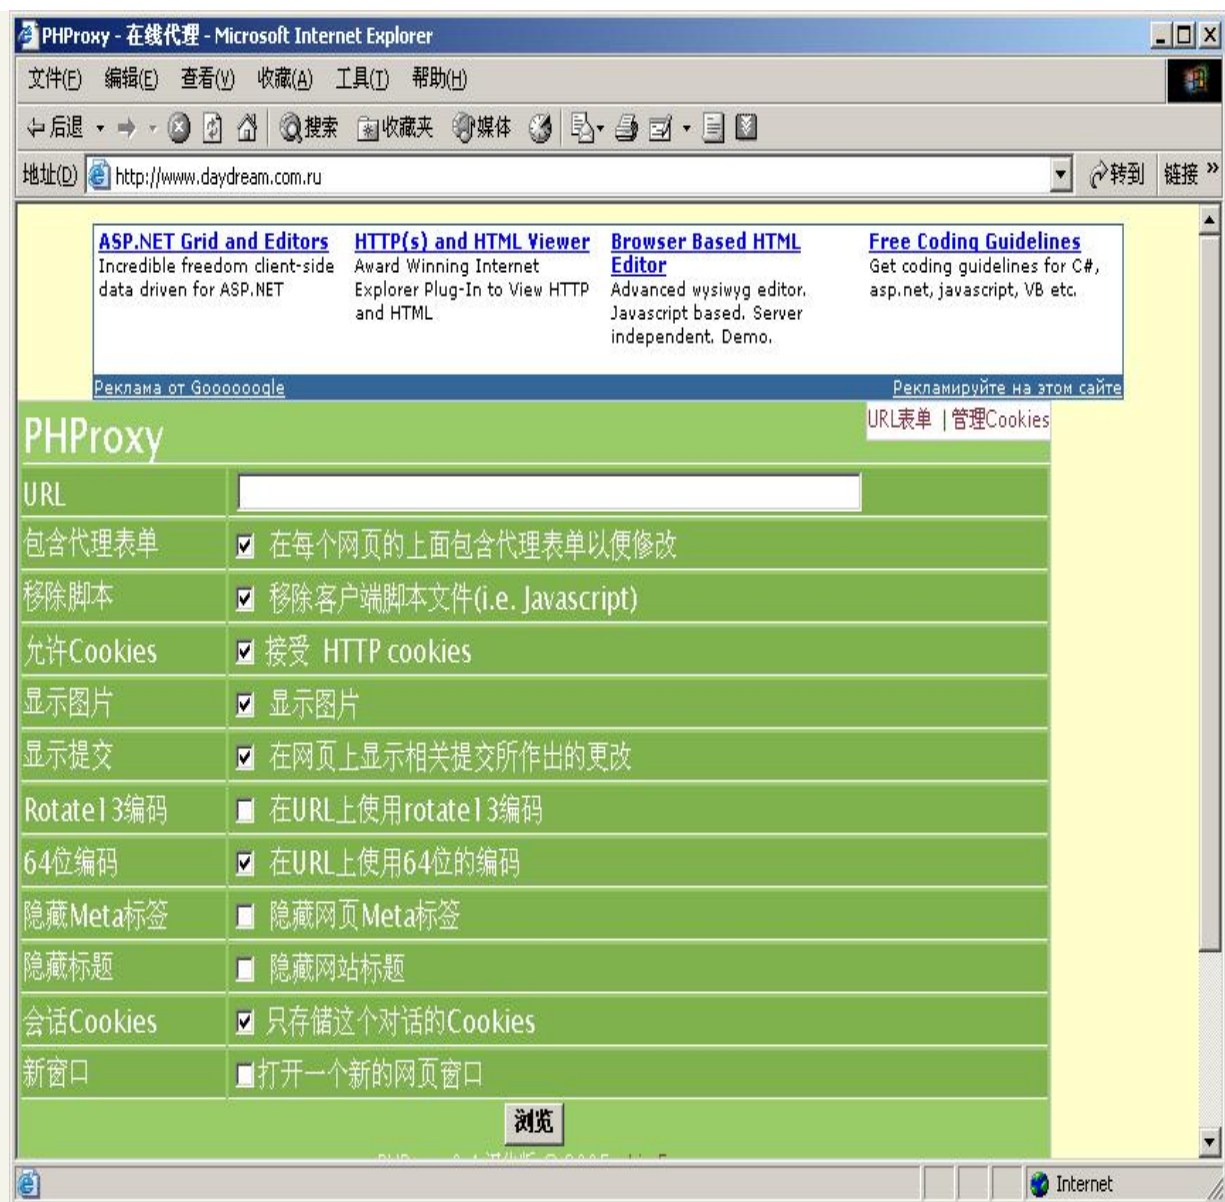 PHProxy - 在线代理 - Microsoft Internet Explorer
文件(F) 编辑(E) 查看(V) 收藏(A) 工具(T) 帮助(H)
后退 搜索 收藏夹 媒体
地址(D) http://www.daydream.com.ru 转到 链接 »
ASP.NET Grid and Editors
Incredible freedom client-side
data driven for ASP.NET
HTTP(s) and HTML Viewer
Award Winning Internet
Explorer Plug-In to View HTTP
and HTML
Browser Based HTML
Editor
Advanced wysiwyg editor.
Javascript based. Server
independent. Demo.
Free Coding Guidelines
Get coding guidelines for C#,
asp.net, javascript, VB etc.
Реклама от Goooooogle Рекламируйте на этом сайте
PHProxy
URL表单 | 管理Cookies
URL
包含代理表单 在每个网页的上面包含代理表单以便修改
移除脚本 移除客户端脚本文件(i.e. Javascript)
允许Cookies 接受 HTTP cookies
显示图片 显示图片
显示提交 在网页上显示相关提交所作出的更改
Rotate13编码 在URL上使用rotate13编码
64位编码 在URL上使用64位的编码
隐藏Meta标签 隐藏网页Meta标签
隐藏标题 隐藏网站标题
会话Cookies 只存储这个对话的Cookies
新窗口 打开一个新的网页窗口
浏览
Internet